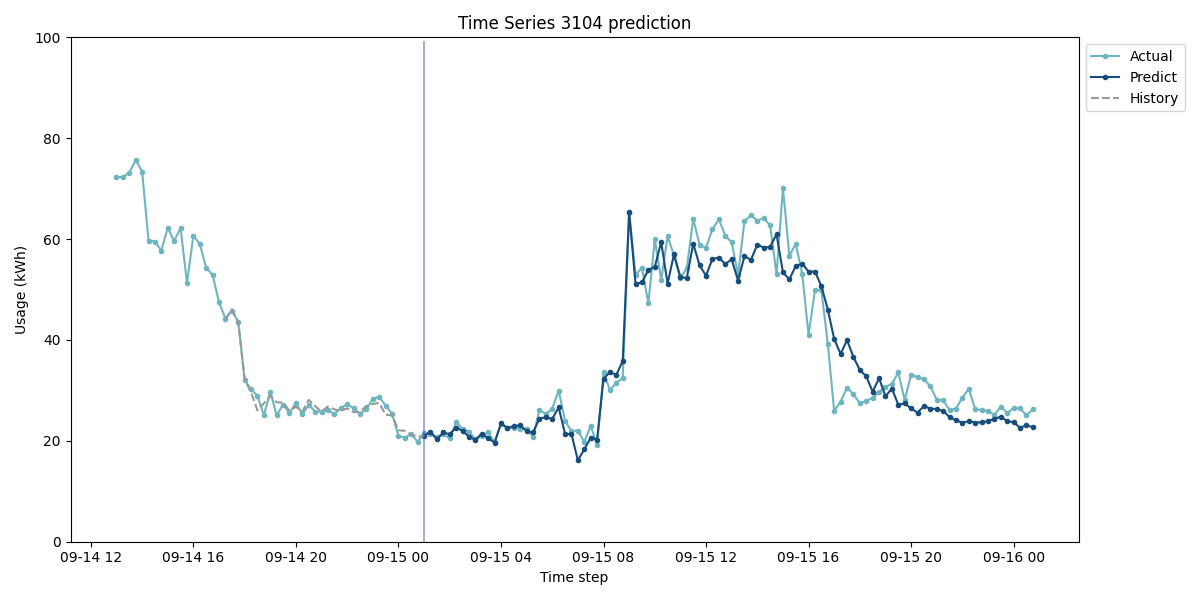 Time Series 3104 prediction
100
80
60
40
20
0
Usage (kWh)
09-14 12 09-14 16 09-14 20 09-15 00 09-15 04 09-15 08 09-15 12 09-15 16 09-15 20 09-16 00
Time step
Actual
Predict
History